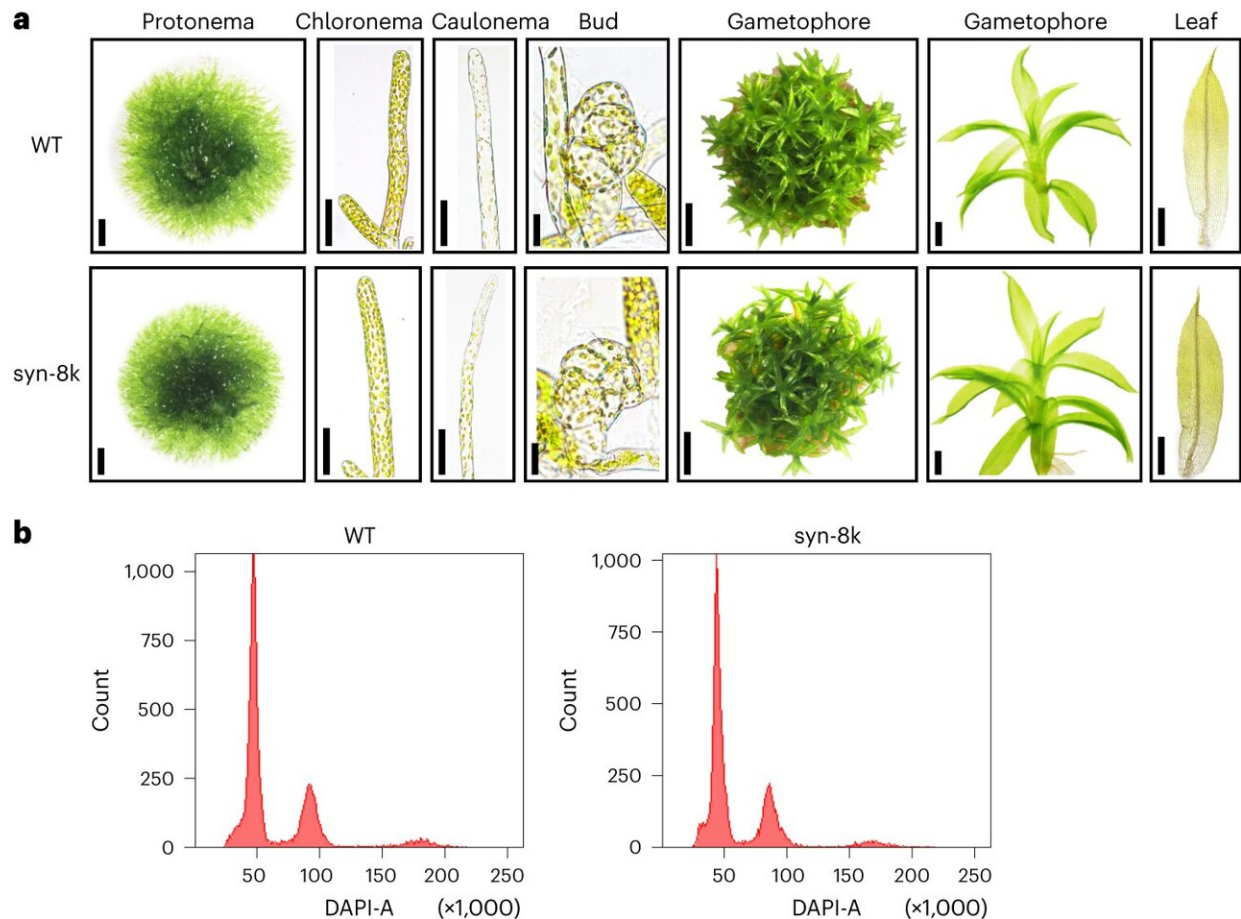 a
Protonema Chloronema Caulonema Bud Gametophore Gametophore Leaf
WT
syn-8k
b
WT
1,000
750
500
250
0
Count
50 100 150 200 250
DAPI-A (×1,000)
syn-8k
1,000
750
500
250
0
Count
50 100 150 200 250
DAPI-A (×1,000)